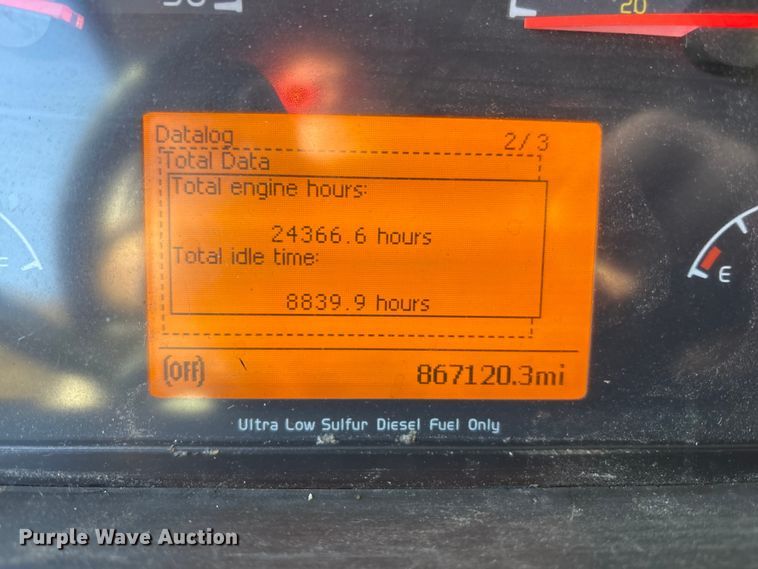 20
Datalog 2/3
Total Data
Total engine hours:
24366.6 hours
Total idle time:
8839.9 hours
E
(OFF) 867120.3mi
Ultra Low Sulfur Diesel Fuel Only
Purple Wave Auction